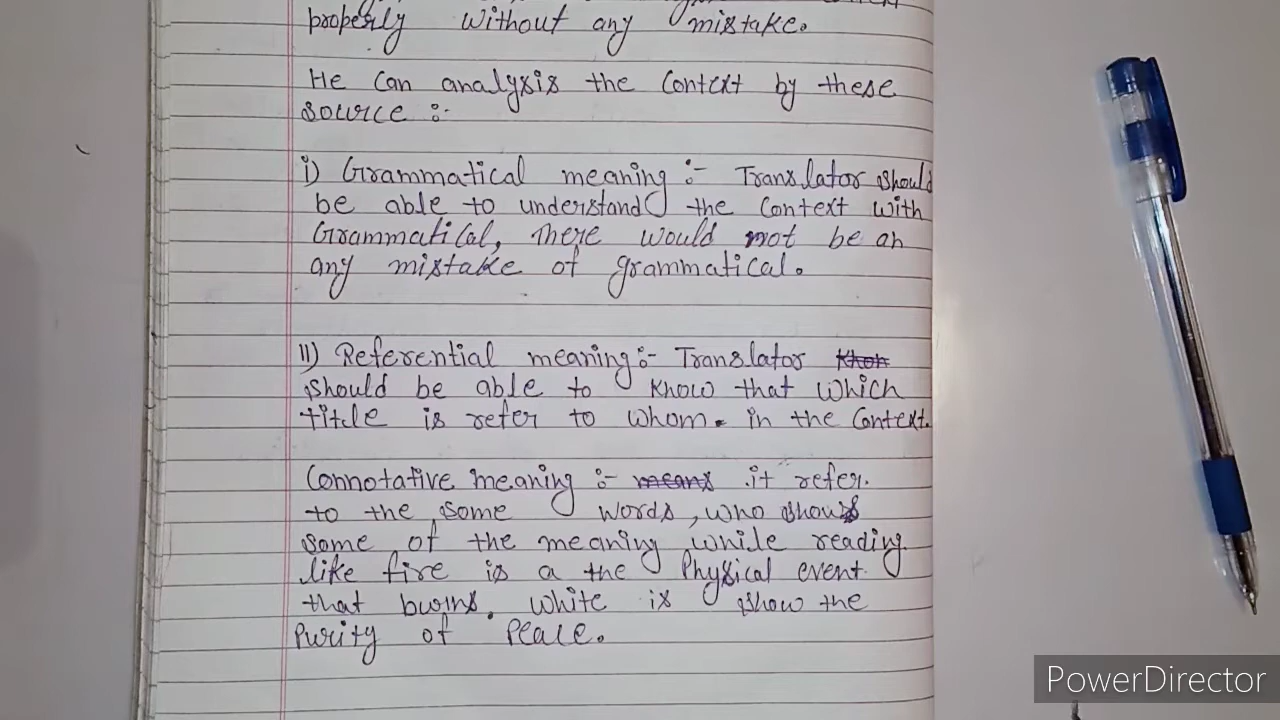 properly without any mistake.
He can analysis the context by these
source :-
i) Grammatical meaning :- Translator should
be able to understand the context with
Grammatical, there would not be an
any mistake of grammatical.
II) Referential meaning :- Translator
should be able to know that which
titile is refer to whom. in the context.
Connotative meaning :- means it refer.
to the some words, who shows
some of the meaning while reading.
like fire is a the Physical event.
that burns. white is show the
Purity of Peace.
PowerDirector